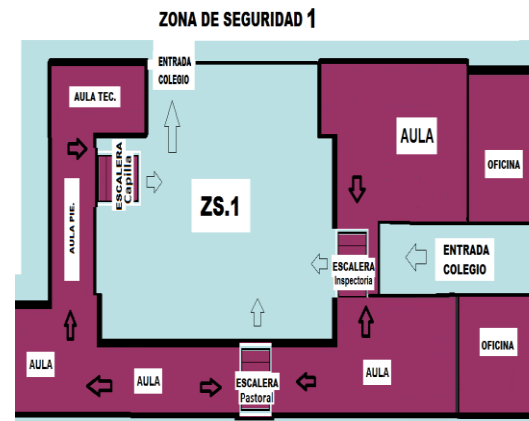 ZONA DE SEGURIDAD 1
ENTRADA
COLEGIO
AULA TEC.
AULA
OFICINA
ESCALERA
Capilla
AULA PIE.
ZS.1
ENTRADA
COLEGIO
ESCALERA
Inspectoria
OFICINA
AULA
AULA
ESCALERA
Pastoral
AULA